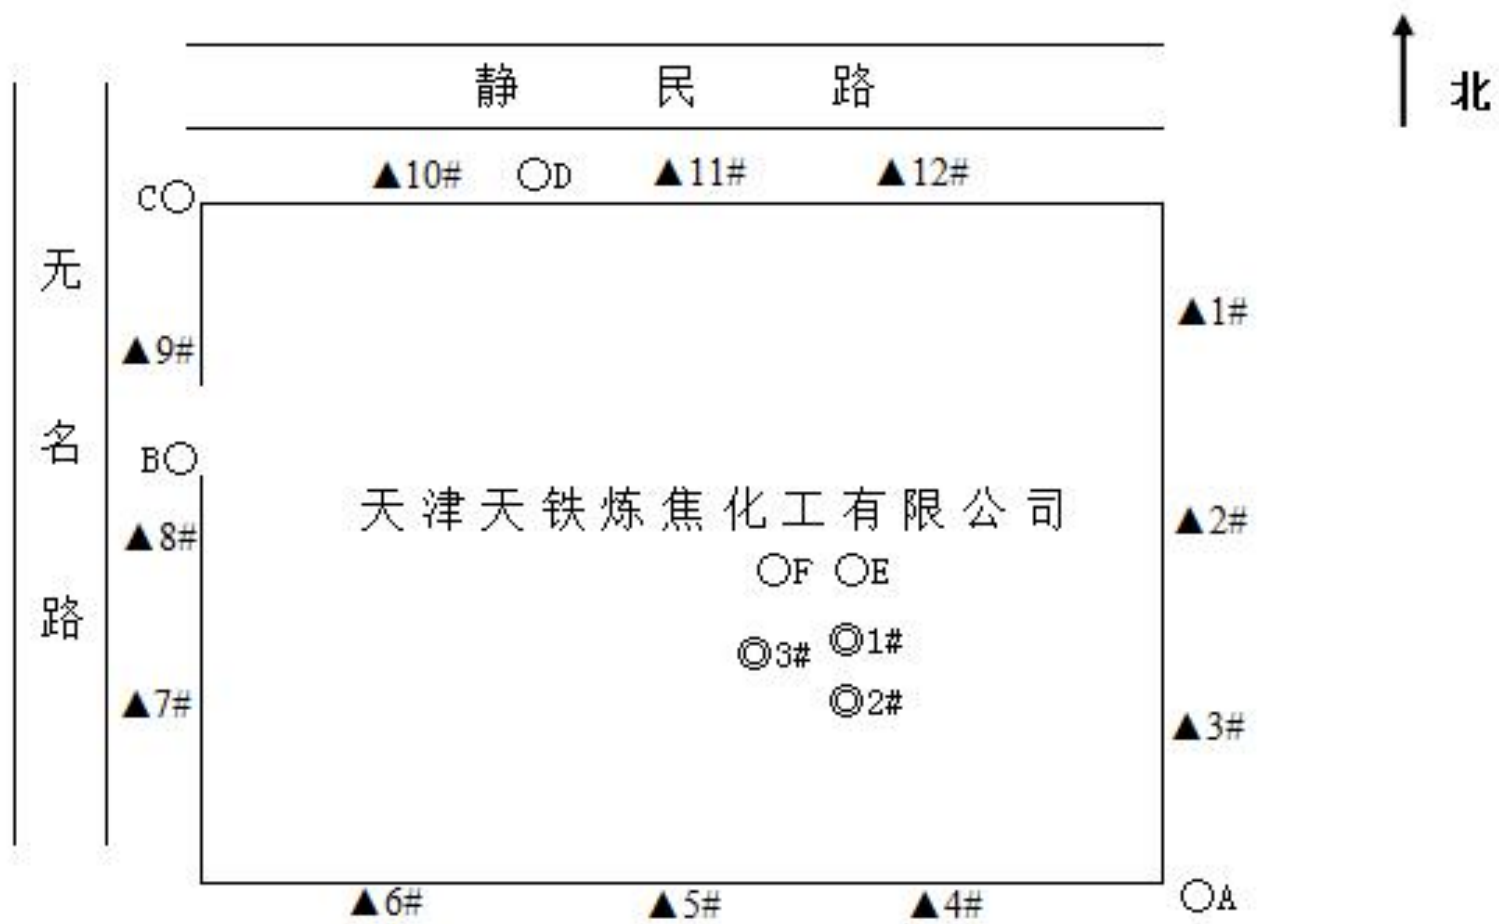 静民路
北
▲10# ○D ▲11# ▲12#
C○
无名路
▲1#
▲9#
B○
天津天铁炼焦化工有限公司
▲2#
▲8#
○F ○E
◎3# ◎1#
◎2#
▲7#
▲3#
▲6# ▲5# ▲4# ○A